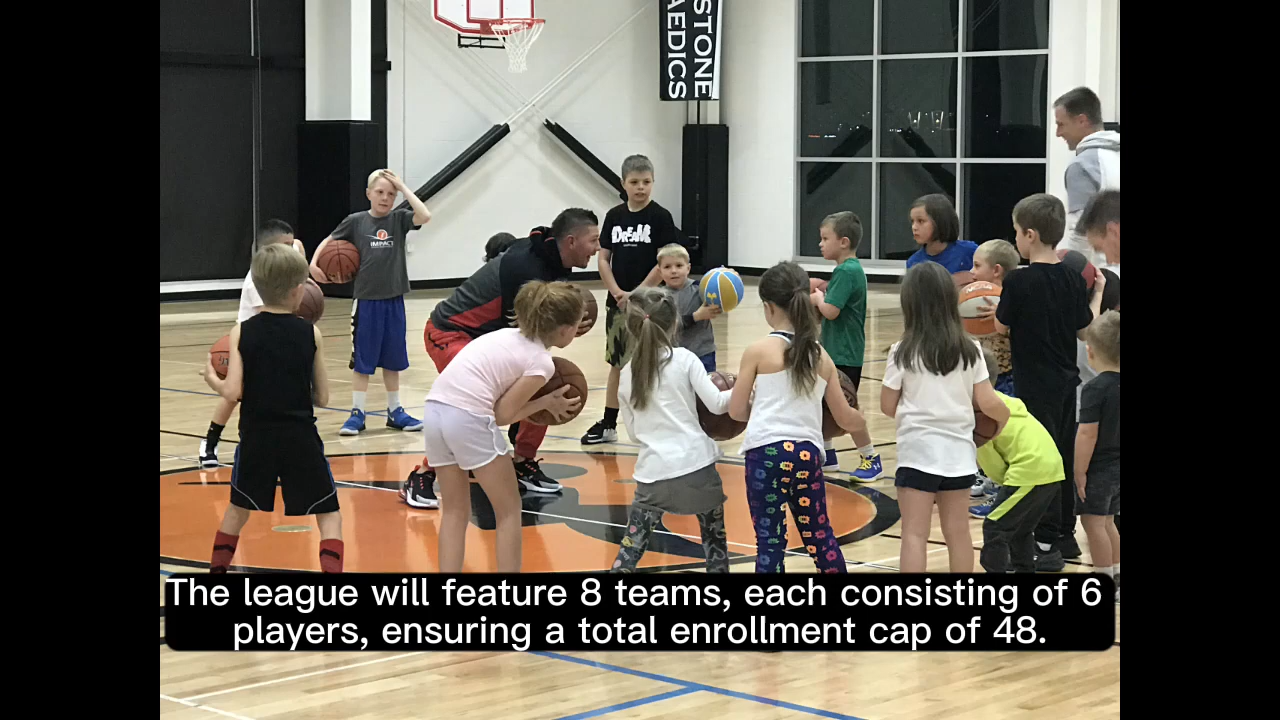 STONE
AEDICS
IMPACT
DREAM
The league will feature 8 teams, each consisting of 6
players, ensuring a total enrollment cap of 48.